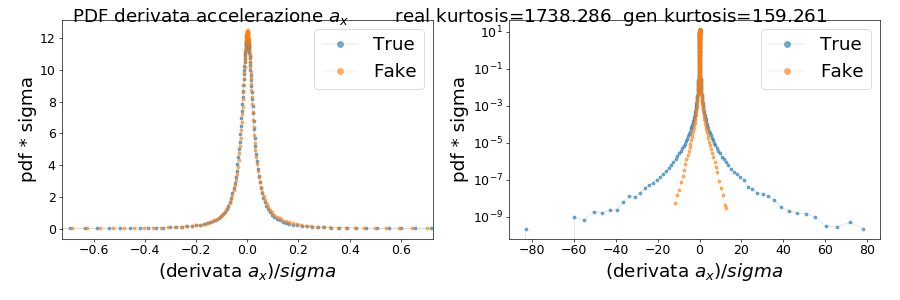 PDF derivata accelerazione a_x real kurtosis=1738.286 gen kurtosis=159.261
True
Fake
pdf * sigma
12
10
8
6
4
2
0
−0.6 −0.4 −0.2 0.0 0.2 0.4 0.6
(derivata a_x)/sigma
True
Fake
pdf * sigma
10^1
10^−1
10^−3
10^−5
10^−7
10^−9
−80 −60 −40 −20 0 20 40 60 80
(derivata a_x)/sigma